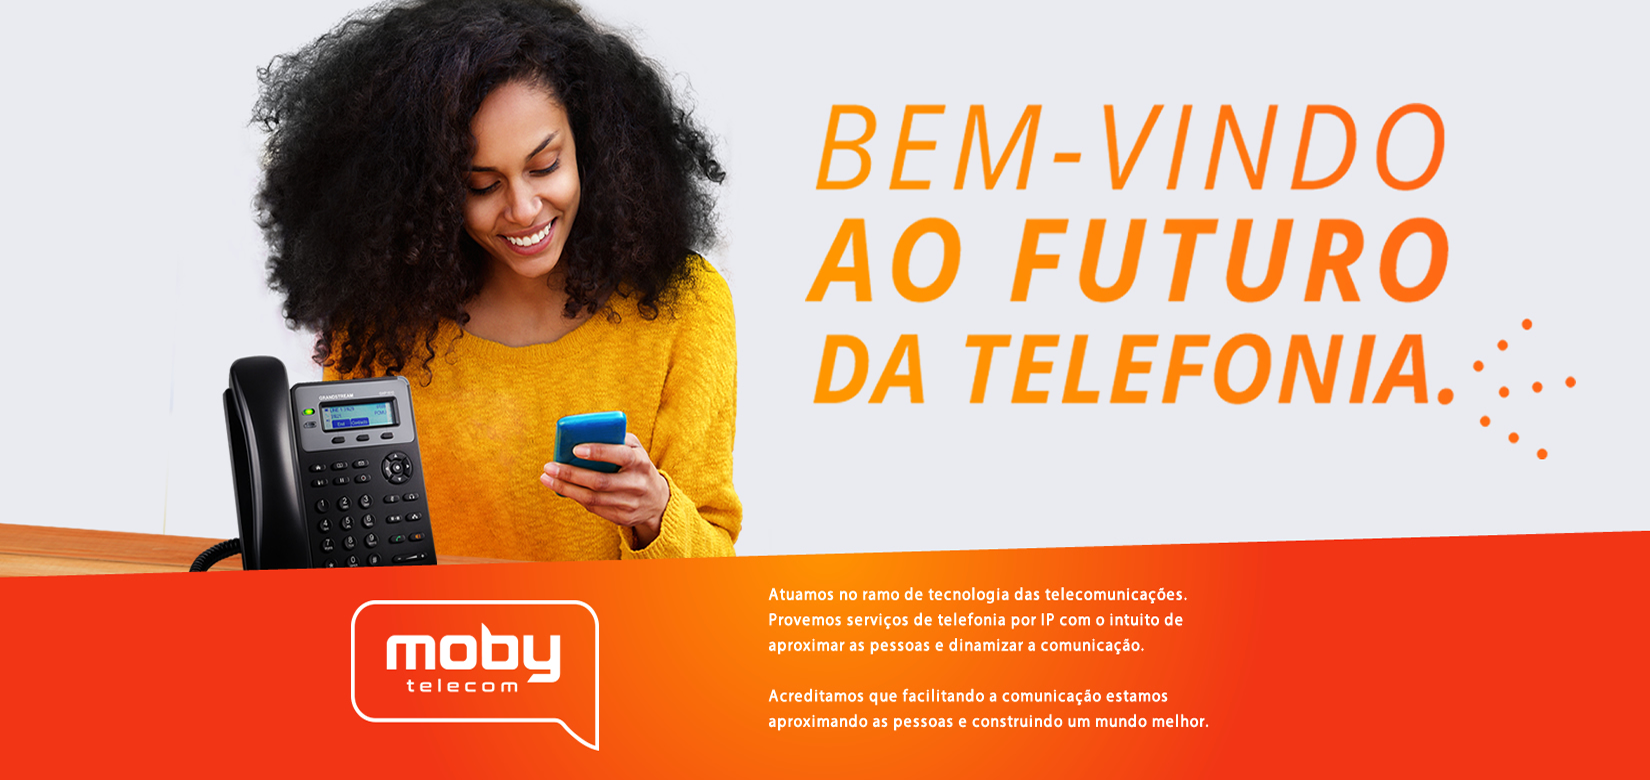 BEM-VINDO
AO FUTURO
DA TELEFONIA.
GRANDSTREAM
Atuamos no ramo de tecnologia das telecomunicações.
Provemos serviços de telefonia por IP com o intuito de
aproximar as pessoas e dinamizar a comunicação.
Acreditamos que facilitando a comunicação estamos
aproximando as pessoas e construindo um mundo melhor.
moby
telecom